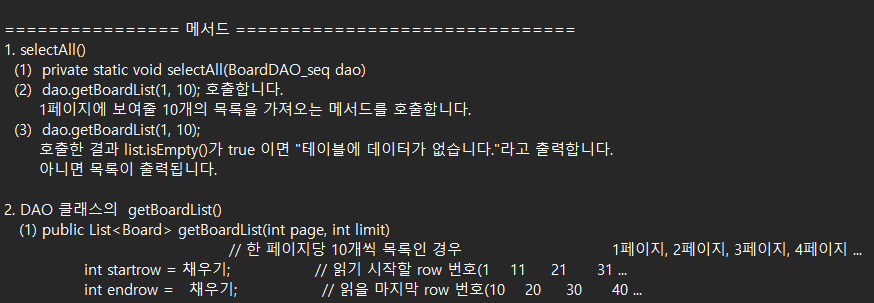 ================ 메서드 ===============================
1. selectAll()
(1) private static void selectAll(BoardDAO_seq dao)
(2) dao.getBoardList(1, 10); 호출합니다.
1페이지에 보여줄 10개의 목록을 가져오는 메서드를 호출합니다.
(3) dao.getBoardList(1, 10);
호출한 결과 list.isEmpty()가 true 이면 "테이블에 데이터가 없습니다."라고 출력합니다.
아니면 목록이 출력됩니다.
2. DAO 클래스의 getBoardList()
(1) public List<Board> getBoardList(int page, int limit)
// 한 페이지당 10개씩 목록인 경우 1페이지, 2페이지, 3페이지, 4페이지 ...
int startrow = 채우기; // 읽기 시작할 row 번호(1 11 21 31 ...
int endrow = 채우기; // 읽을 마지막 row 번호(10 20 30 40 ...